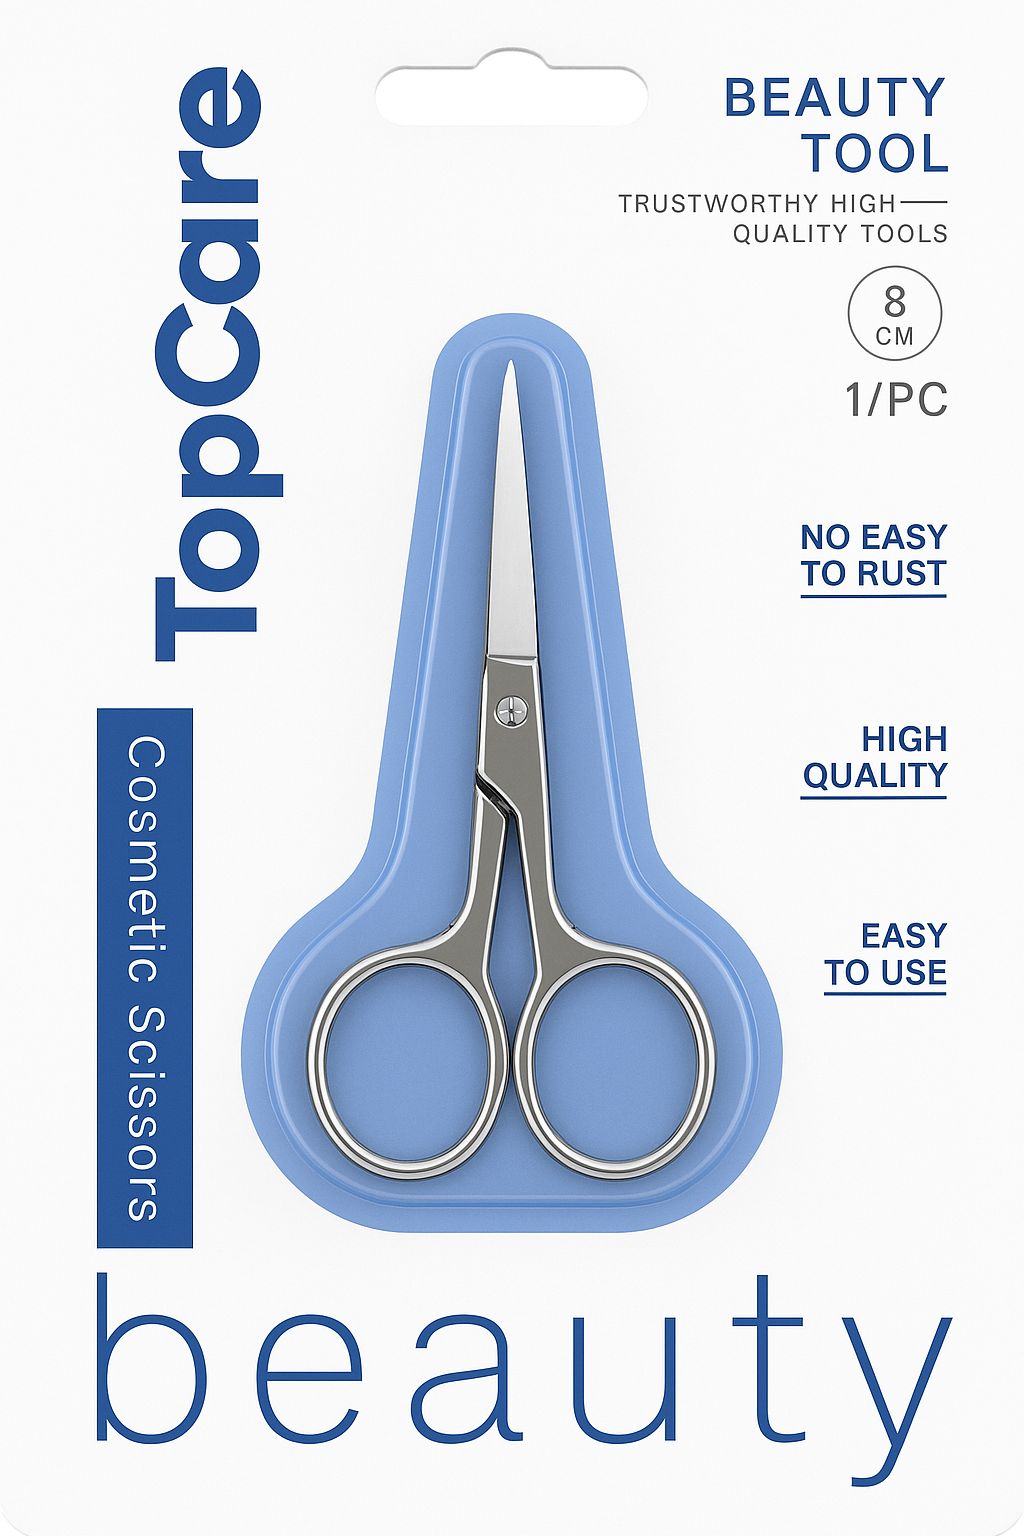 TopCare
Cosmetic Scissors
BEAUTY
TOOL
TRUSTWORTHY HIGH—
QUALITY TOOLS
8
CM
1/PC
NO EASY
TO RUST
HIGH
QUALITY
EASY
TO USE
beauty